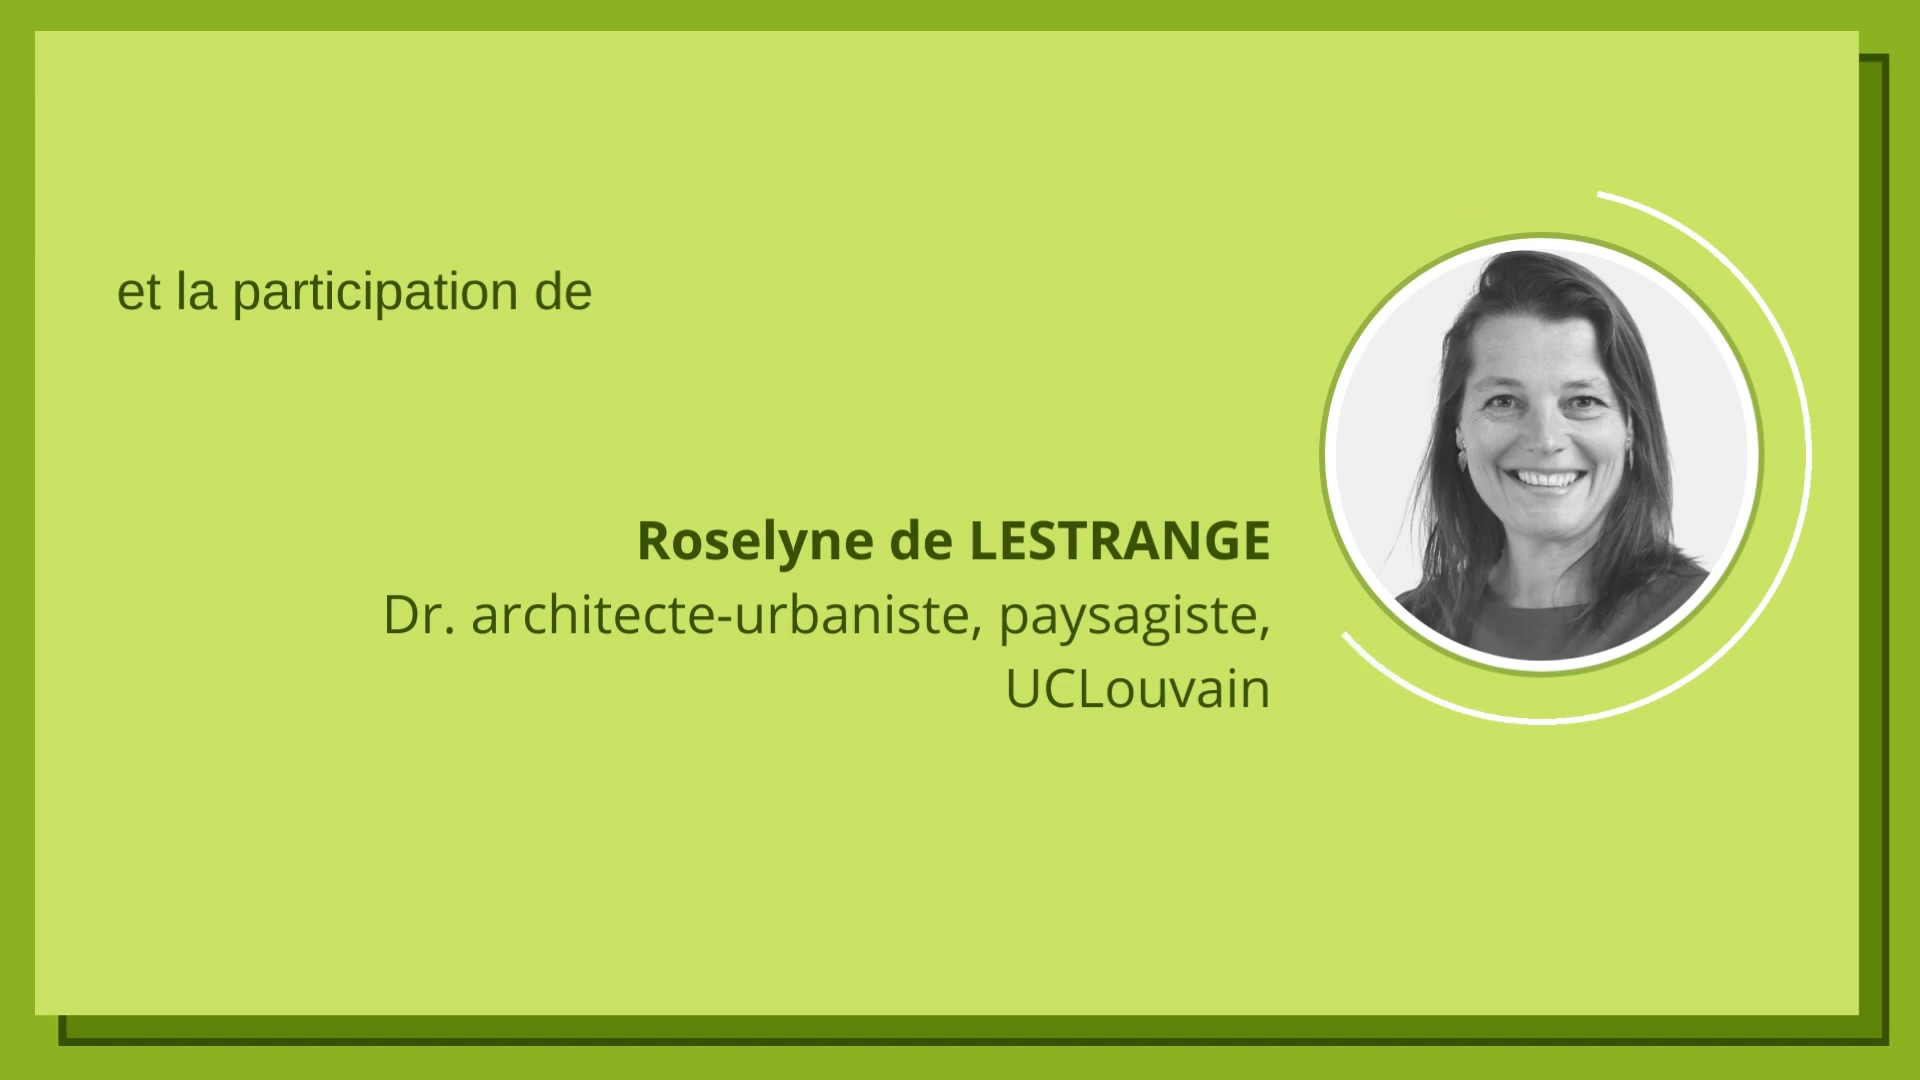 et la participation de
Roselyne de LESTRANGE
Dr. architecte-urbaniste, paysagiste,
UCLouvain